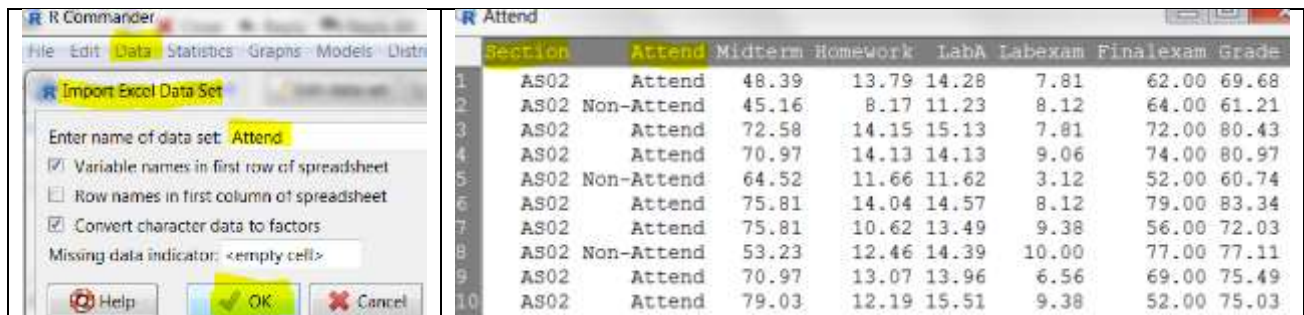 R R Commander
File Edit Data Statistics Graphs Models Distri
R Import Excel Data Set
Enter name of data set: Attend
Variable names in first row of spreadsheet
Row names in first column of spreadsheet
Convert character data to factors
Missing data indicator: <empty cell>
Help OK Cancel
R Attend
Section Attend Midterm Homework LabA Labexam Finalexam Grade
1 AS02 Attend 48.39 13.79 14.28 7.81 62.00 69.68
2 AS02 Non-Attend 45.16 8.17 11.23 8.12 64.00 61.21
3 AS02 Attend 72.58 14.15 15.13 7.81 72.00 80.43
4 AS02 Attend 70.97 14.13 14.13 9.06 74.00 80.97
5 AS02 Non-Attend 64.52 11.66 11.62 3.12 52.00 60.74
6 AS02 Attend 75.81 14.04 14.57 8.12 79.00 83.34
7 AS02 Attend 75.81 10.62 13.49 9.38 56.00 72.03
8 AS02 Non-Attend 53.23 12.46 14.39 10.00 77.00 77.11
9 AS02 Attend 70.97 13.07 13.96 6.56 69.00 75.49
10 AS02 Attend 79.03 12.19 15.51 9.38 52.00 75.03